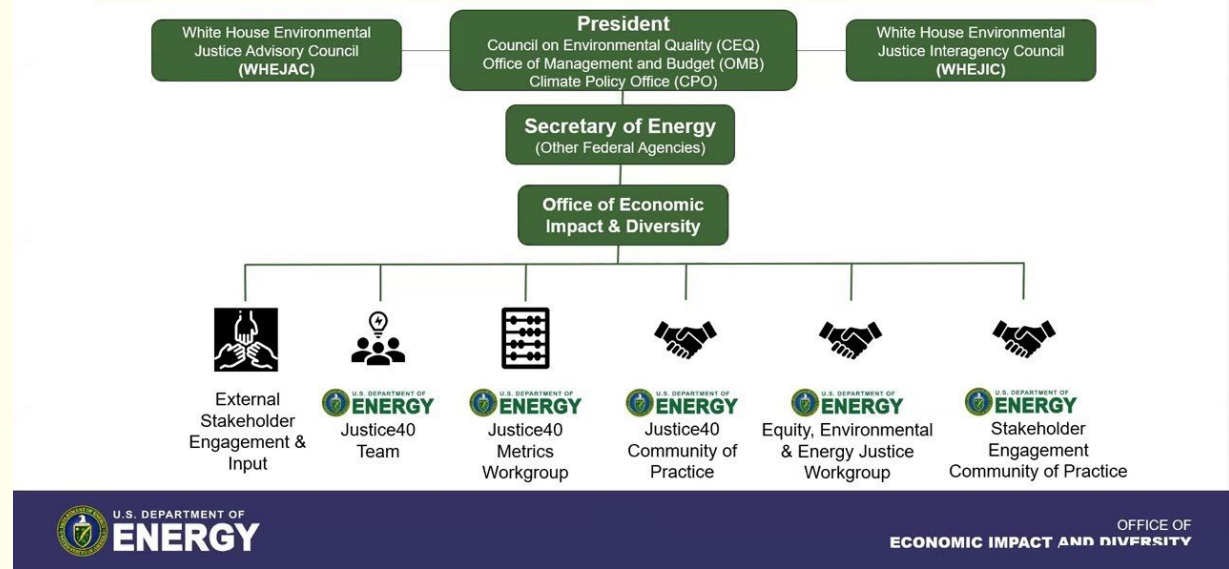 White House Environmental
Justice Advisory Council
(WHEJAC)
President
Council on Environmental Quality (CEQ)
Office of Management and Budget (OMB)
Climate Policy Office (CPO)
White House Environmental
Justice Interagency Council
(WHEJIC)
Secretary of Energy
(Other Federal Agencies)
Office of Economic
Impact & Diversity
External
Stakeholder
Engagement &
Input
U.S. DEPARTMENT OF
ENERGY
Justice40
Team
U.S. DEPARTMENT OF
ENERGY
Justice40
Metrics
Workgroup
U.S. DEPARTMENT OF
ENERGY
Justice40
Community of
Practice
U.S. DEPARTMENT OF
ENERGY
Equity, Environmental
& Energy Justice
Workgroup
U.S. DEPARTMENT OF
ENERGY
Stakeholder
Engagement
Community of Practice
U.S. DEPARTMENT OF
ENERGY
OFFICE OF
ECONOMIC IMPACT AND DIVERSITY